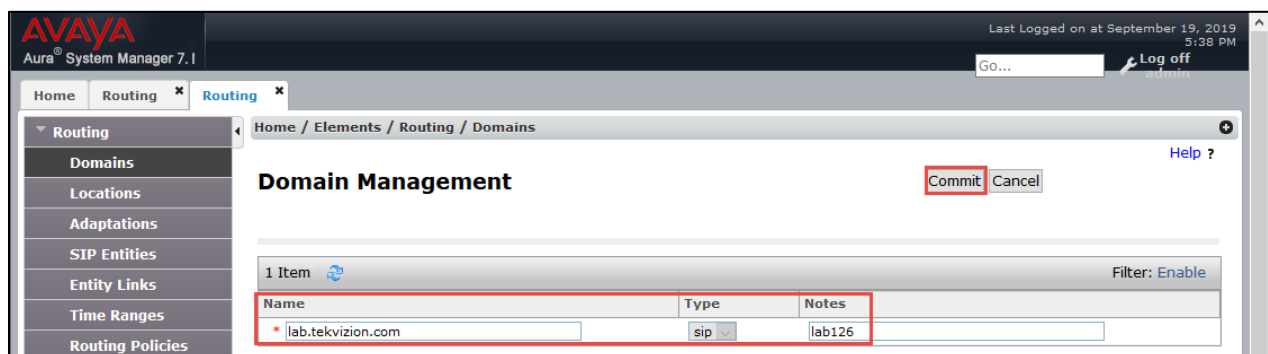 AVAYA
Last Logged on at September 19, 2019
5:38 PM
Aura® System Manager 7.1
Go...
Log off
admin
Home Routing × Routing ×
Routing
Home / Elements / Routing / Domains
Help ?
Domains
Domain Management
Commit Cancel
Locations
Adaptations
SIP Entities
1 Item
Filter: Enable
Entity Links
Name Type Notes
Time Ranges
* lab.tekvizion.com sip lab126
Routing Policies